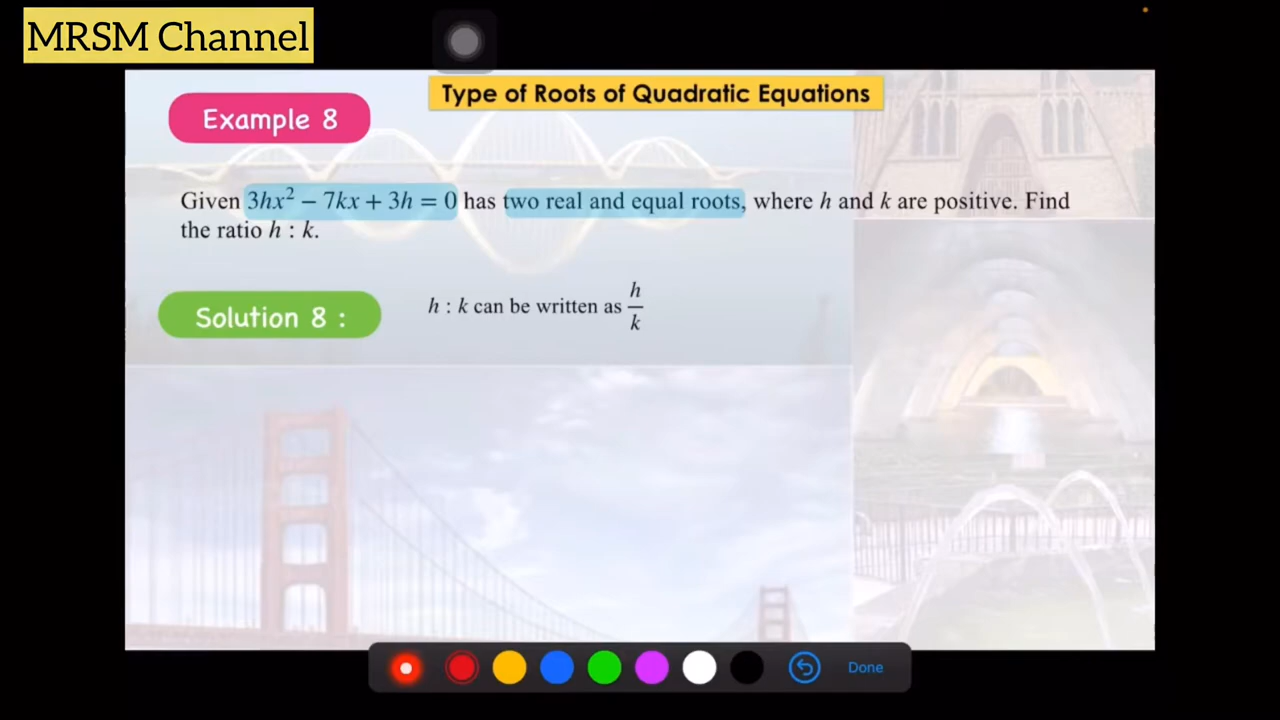 MRSM Channel
Type of Roots of Quadratic Equations
Example 8
Given 3hx² − 7kx + 3h = 0 has two real and equal roots, where h and k are positive. Find
the ratio h : k.
Solution 8 :
h : k can be written as h/k
Done